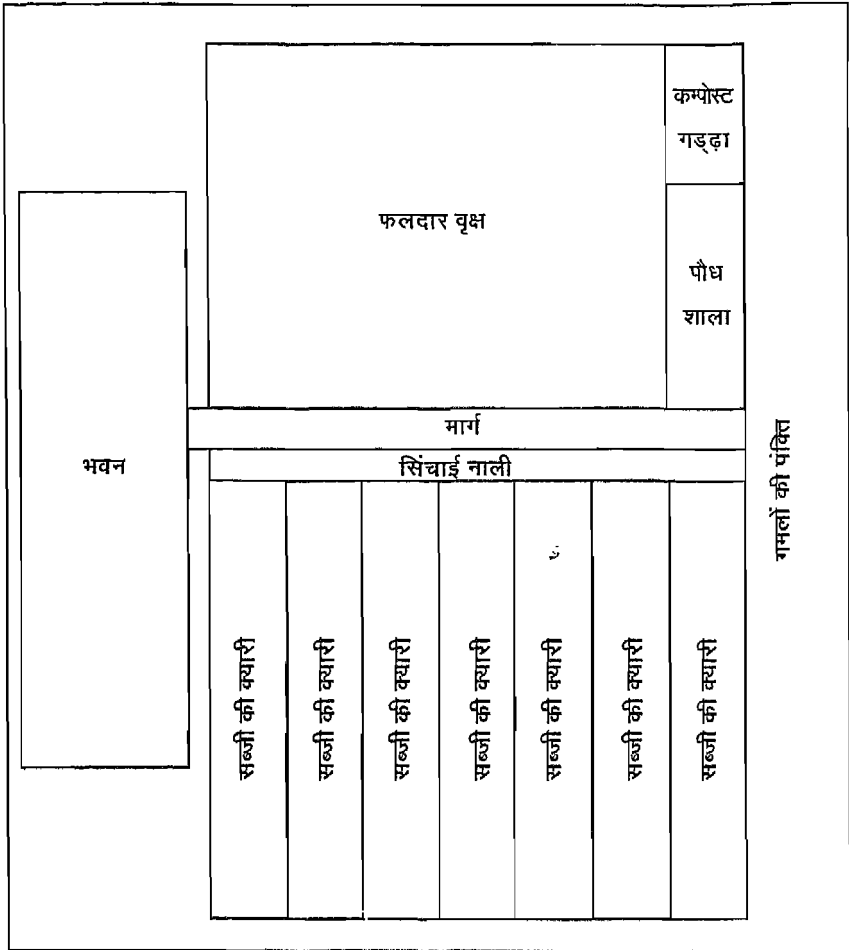 कम्पोस्ट
गड्ढ़ा
फलदार वृक्ष
पौध
शाला
मार्ग
भवन
सिंचाई नाली
गमलों की पंक्ति
सब्जी की क्यारी
सब्जी की क्यारी
सब्जी की क्यारी
सब्जी की क्यारी
सब्जी की क्यारी
सब्जी की क्यारी
सब्जी की क्यारी